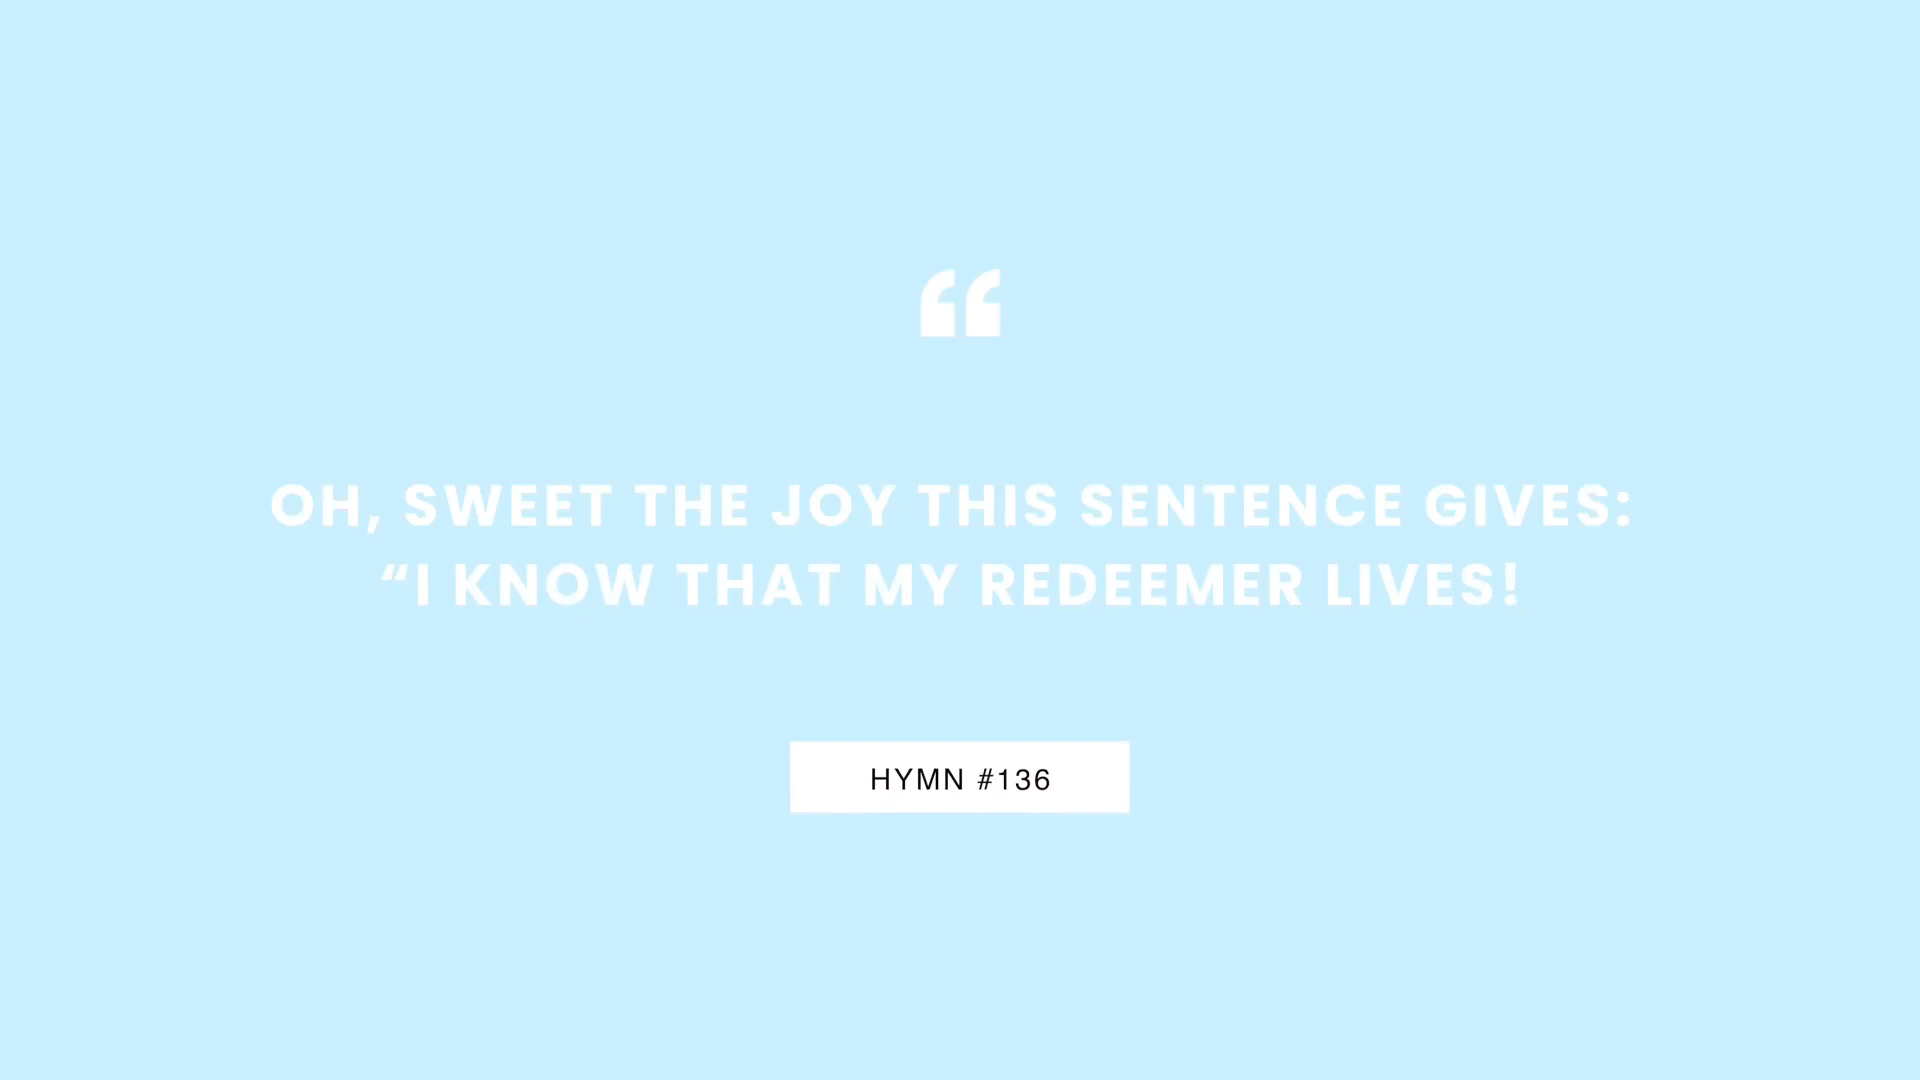 “
OH, SWEET THE JOY THIS SENTENCE GIVES:
“I KNOW THAT MY REDEEMER LIVES!
HYMN #136